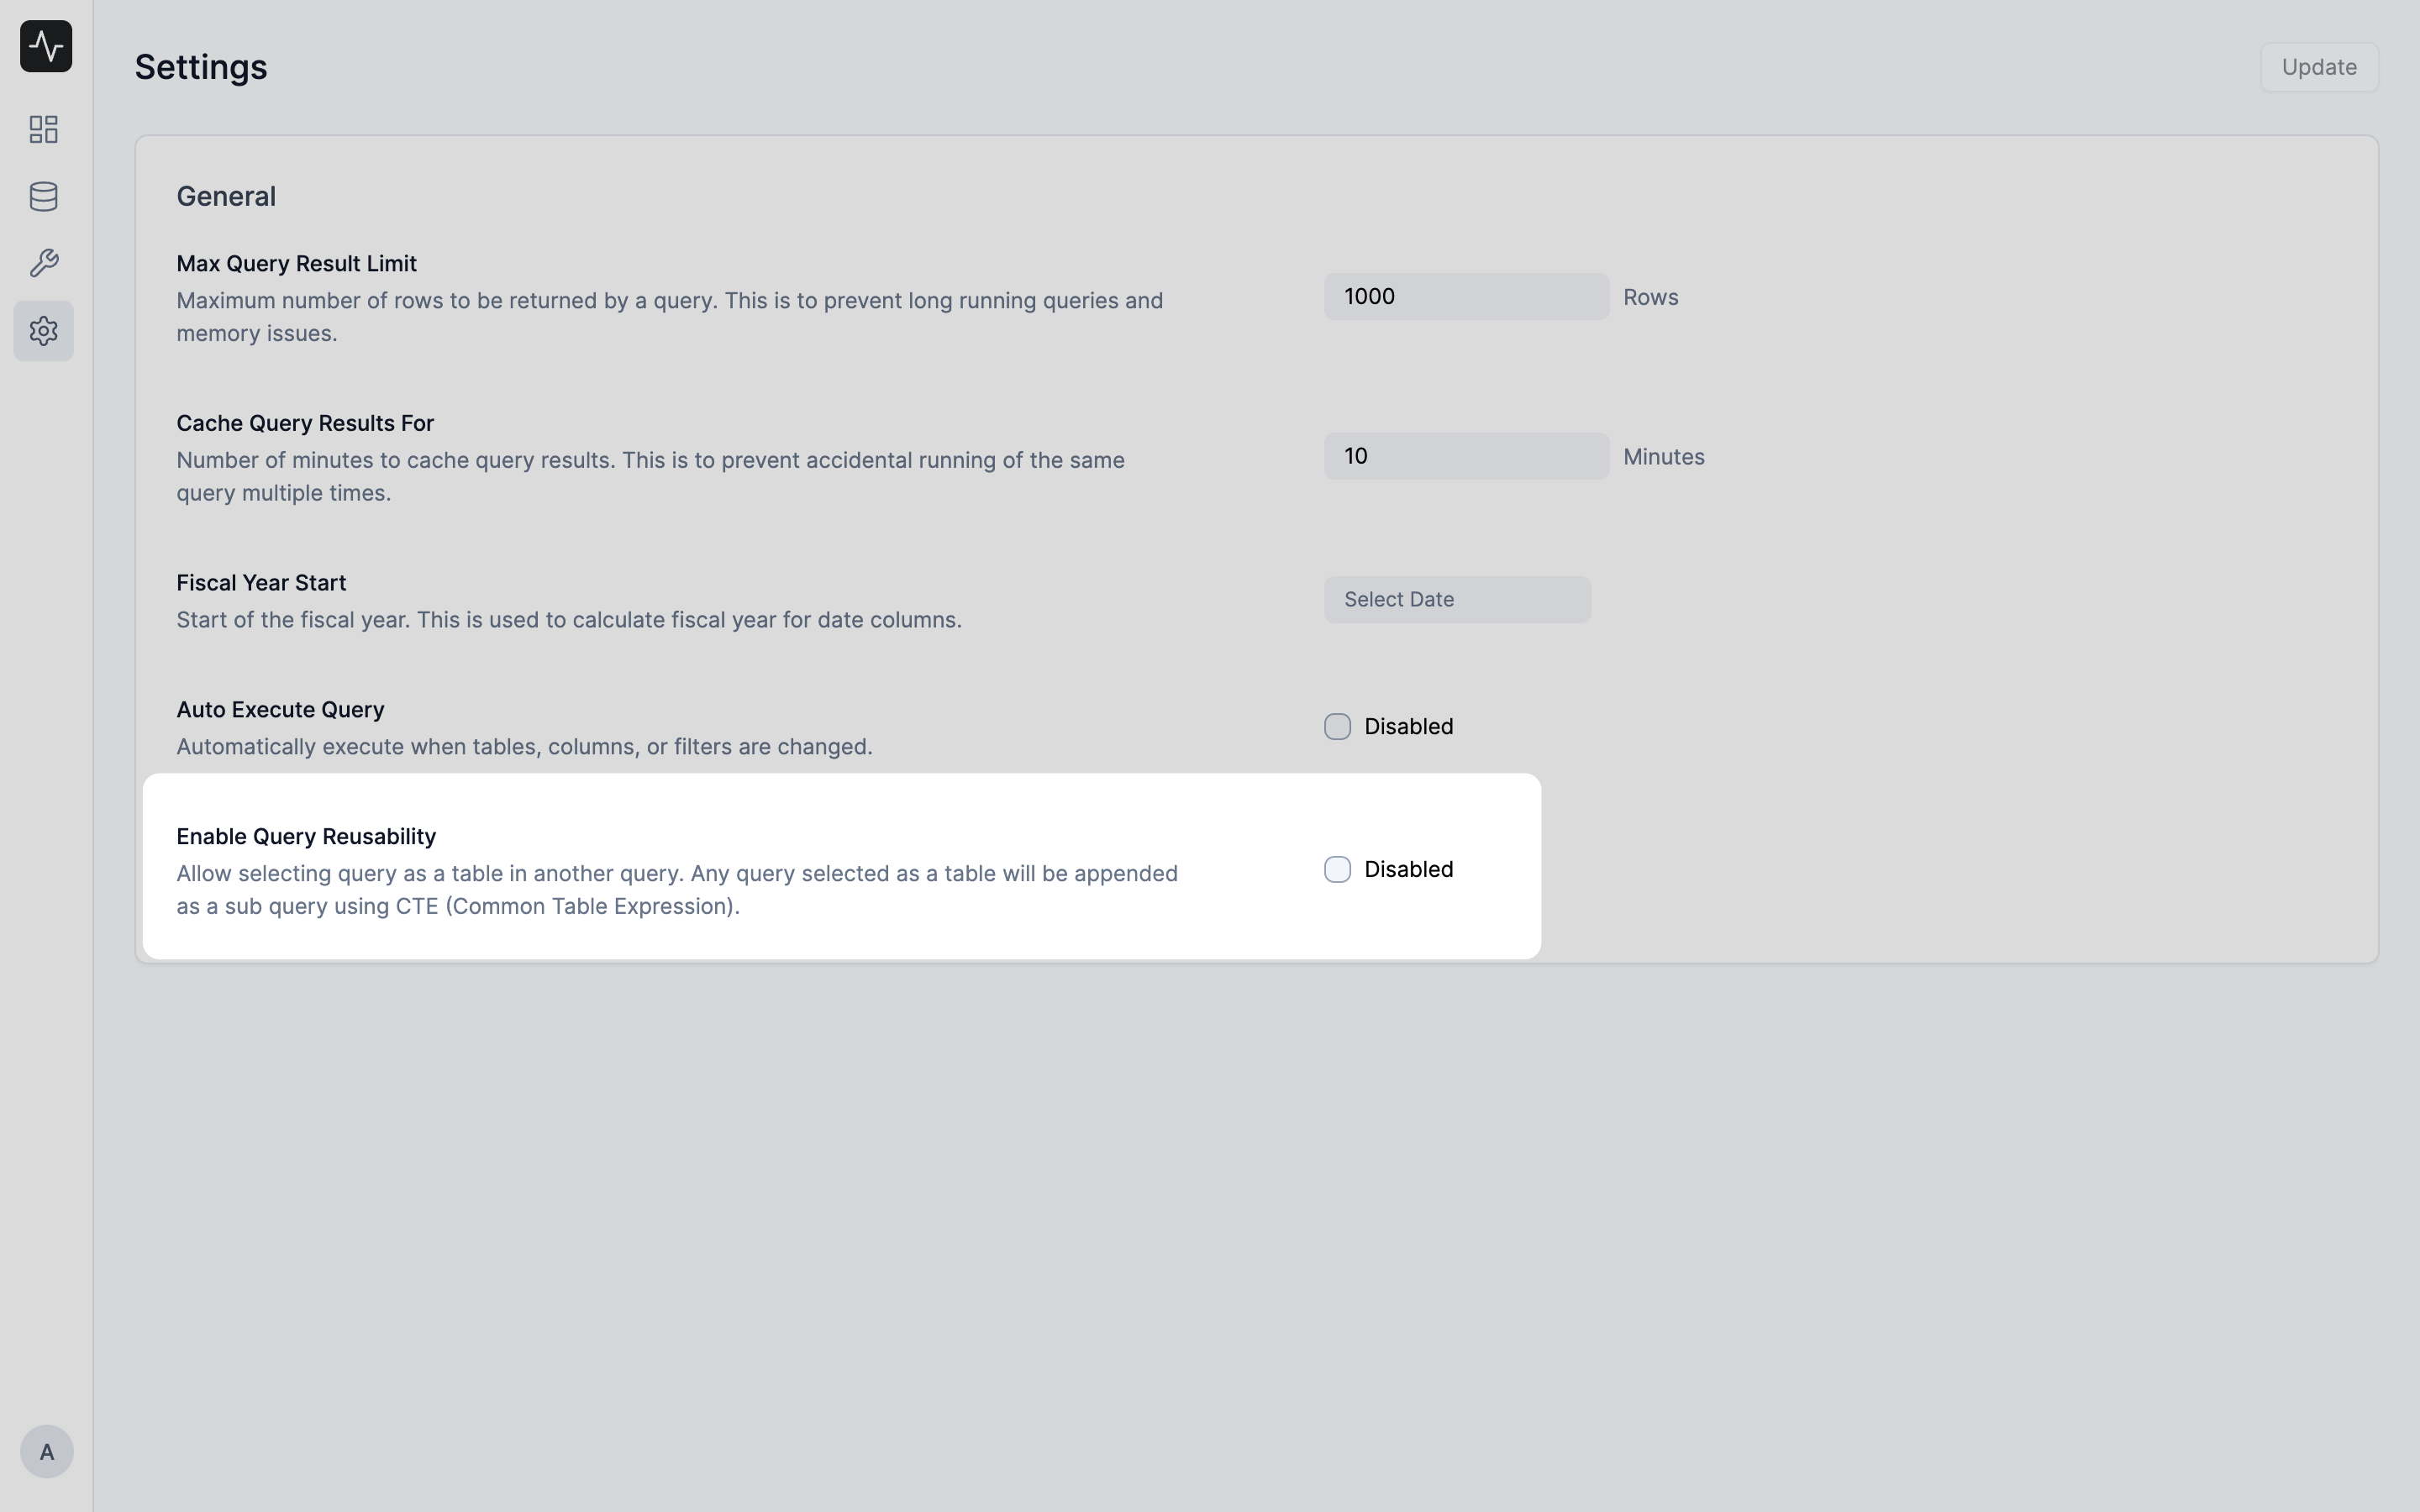 Settings
Update
General
Max Query Result Limit
Maximum number of rows to be returned by a query. This is to prevent long running queries and
memory issues.
1000 Rows
Cache Query Results For
Number of minutes to cache query results. This is to prevent accidental running of the same
query multiple times.
10 Minutes
Fiscal Year Start
Start of the fiscal year. This is used to calculate fiscal year for date columns.
Select Date
Auto Execute Query
Automatically execute when tables, columns, or filters are changed.
Disabled
Enable Query Reusability
Allow selecting query as a table in another query. Any query selected as a table will be appended
as a sub query using CTE (Common Table Expression).
Disabled
A